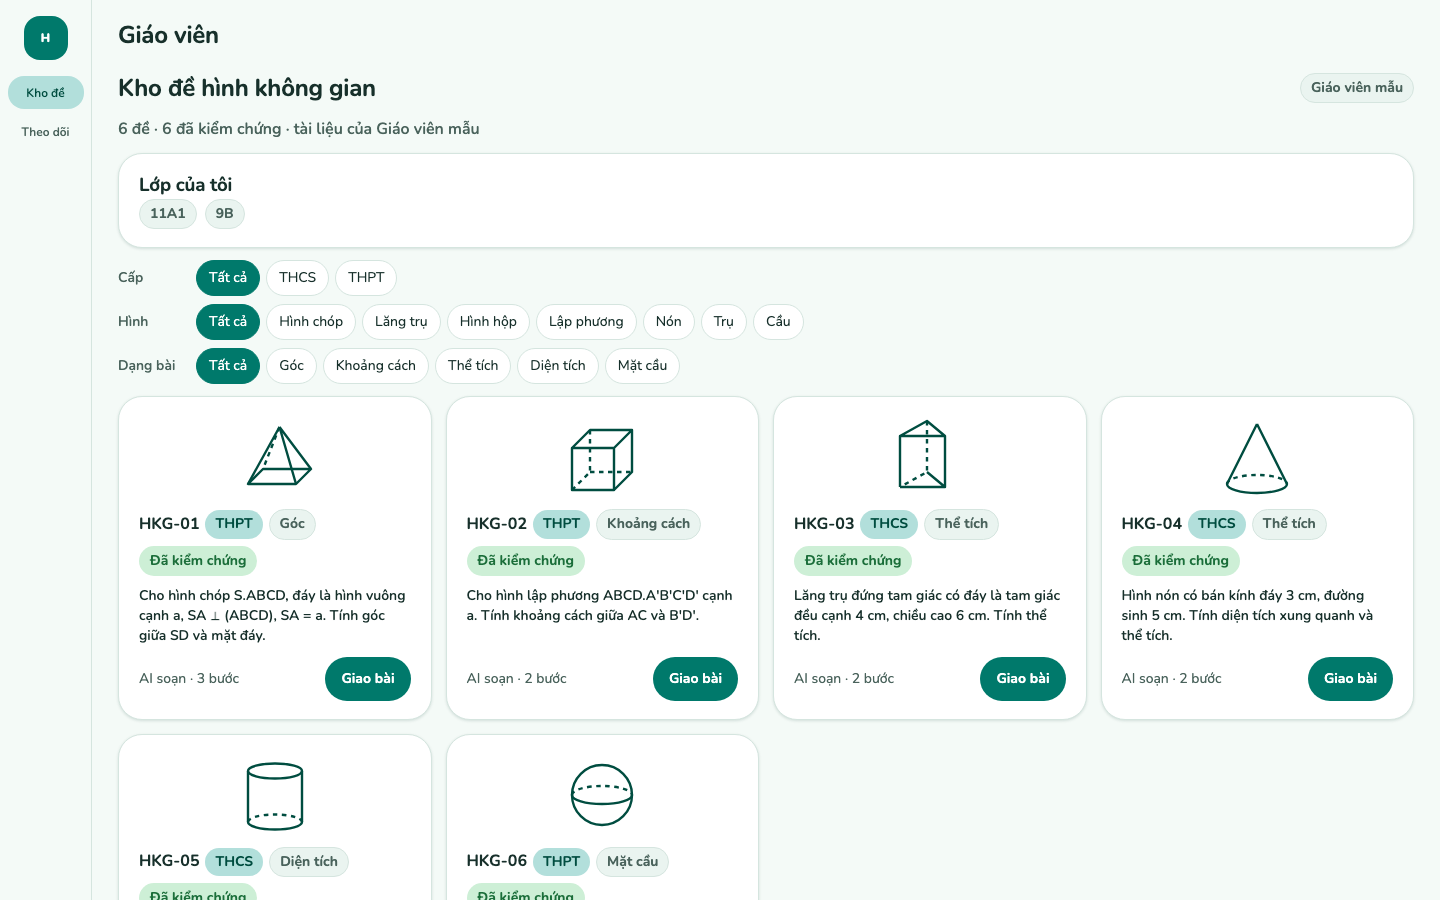 H
Kho đề
Theo dõi
Giáo viên
Kho đề hình không gian
Giáo viên mẫu
6 đề · 6 đã kiểm chứng · tài liệu của Giáo viên mẫu
Lớp của tôi
11A1 9B
Cấp Tất cả THCS THPT
Hình Tất cả Hình chóp Lăng trụ Hình hộp Lập phương Nón Trụ Cầu
Dạng bài Tất cả Góc Khoảng cách Thể tích Diện tích Mặt cầu
HKG-01 THPT Góc
Đã kiểm chứng
Cho hình chóp S.ABCD, đáy là hình vuông
cạnh a, SA ⊥ (ABCD), SA = a. Tính góc
giữa SD và mặt đáy.
AI soạn · 3 bước Giao bài
HKG-02 THPT Khoảng cách
Đã kiểm chứng
Cho hình lập phương ABCD.A'B'C'D' cạnh
a. Tính khoảng cách giữa AC và B'D'.
AI soạn · 2 bước Giao bài
HKG-03 THCS Thể tích
Đã kiểm chứng
Lăng trụ đứng tam giác có đáy là tam giác
đều cạnh 4 cm, chiều cao 6 cm. Tính thể
tích.
AI soạn · 2 bước Giao bài
HKG-04 THCS Thể tích
Đã kiểm chứng
Hình nón có bán kính đáy 3 cm, đường
sinh 5 cm. Tính diện tích xung quanh và
thể tích.
AI soạn · 2 bước Giao bài
HKG-05 THCS Diện tích
Đã kiểm chứng
HKG-06 THPT Mặt cầu
Đã kiểm chứng